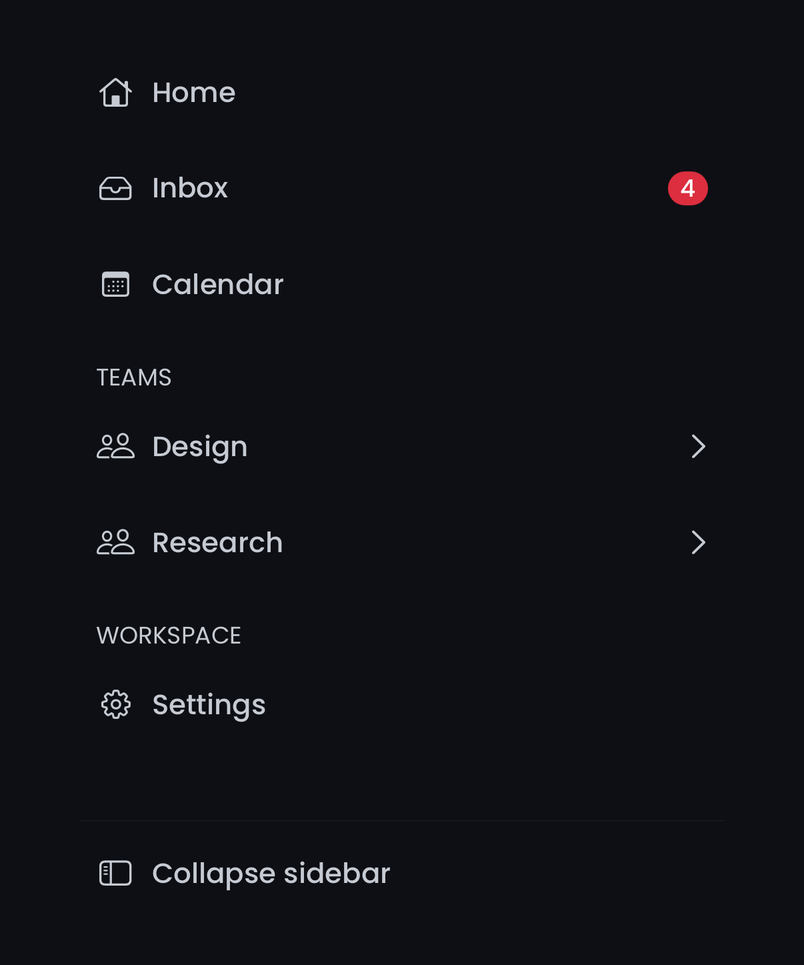 Home
Inbox 4
Calendar
TEAMS
Design
Research
WORKSPACE
Settings
Collapse sidebar